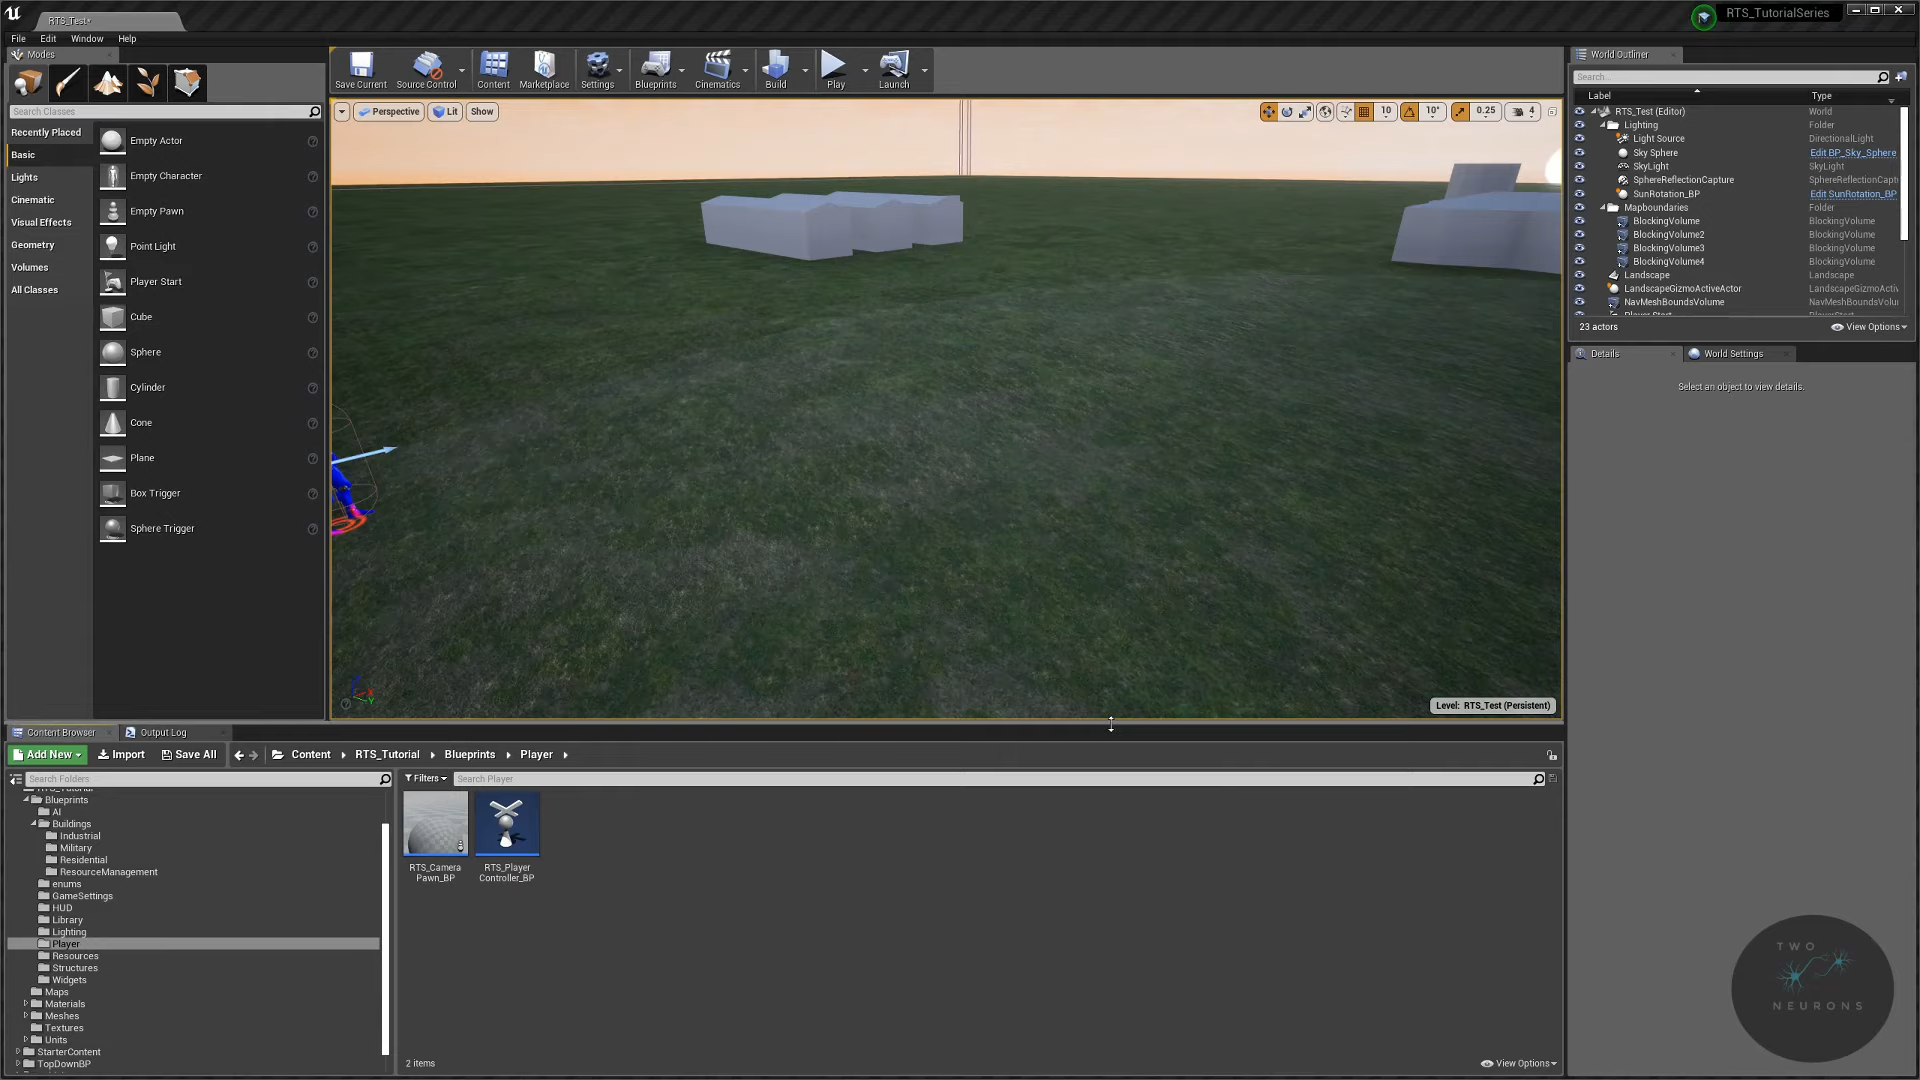 RTS_Test*
RTS_TutorialSeries
File Edit Window Help
Modes
Save Current
Source Control
Content
Marketplace
Settings
Blueprints
Cinematics
Build
Play
Launch
Search Classes
Recently Placed
Basic
Lights
Cinematic
Visual Effects
Geometry
Volumes
All Classes
Empty Actor
Empty Character
Empty Pawn
Point Light
Player Start
Cube
Sphere
Cylinder
Cone
Plane
Box Trigger
Sphere Trigger
Perspective
Lit
Show
10
10°
0.25
4
Level: RTS_Test (Persistent)
World Outliner
Search...
Label Type
RTS_Test (Editor) World
Lighting Folder
Light Source DirectionalLight
Sky Sphere Edit BP_Sky_Sphere
SkyLight SkyLight
SphereReflectionCapture SphereReflectionCapt
SunRotation_BP Edit SunRotation_BP
Mapboundaries Folder
BlockingVolume BlockingVolume
BlockingVolume2 BlockingVolume
BlockingVolume3 BlockingVolume
BlockingVolume4 BlockingVolume
Landscape Landscape
LandscapeGizmoActiveActor LandscapeGizmoActiv
NavMeshBoundsVolume NavMeshBoundsVolu
23 actors
View Options
Details
World Settings
Select an object to view details.
Content Browser
Output Log
Add New
Import
Save All
Content
RTS_Tutorial
Blueprints
Player
Search Folders
Filters
Search Player
Blueprints
AI
Buildings
Industrial
Military
Residential
ResourceManagement
enums
GameSettings
HUD
Library
Lighting
Player
Resources
Structures
Widgets
Maps
Materials
Meshes
Textures
Units
StarterContent
TopDownBP
RTS_Camera
Pawn_BP
RTS_Player
Controller_BP
2 items
View Options
TWO
NEURONS